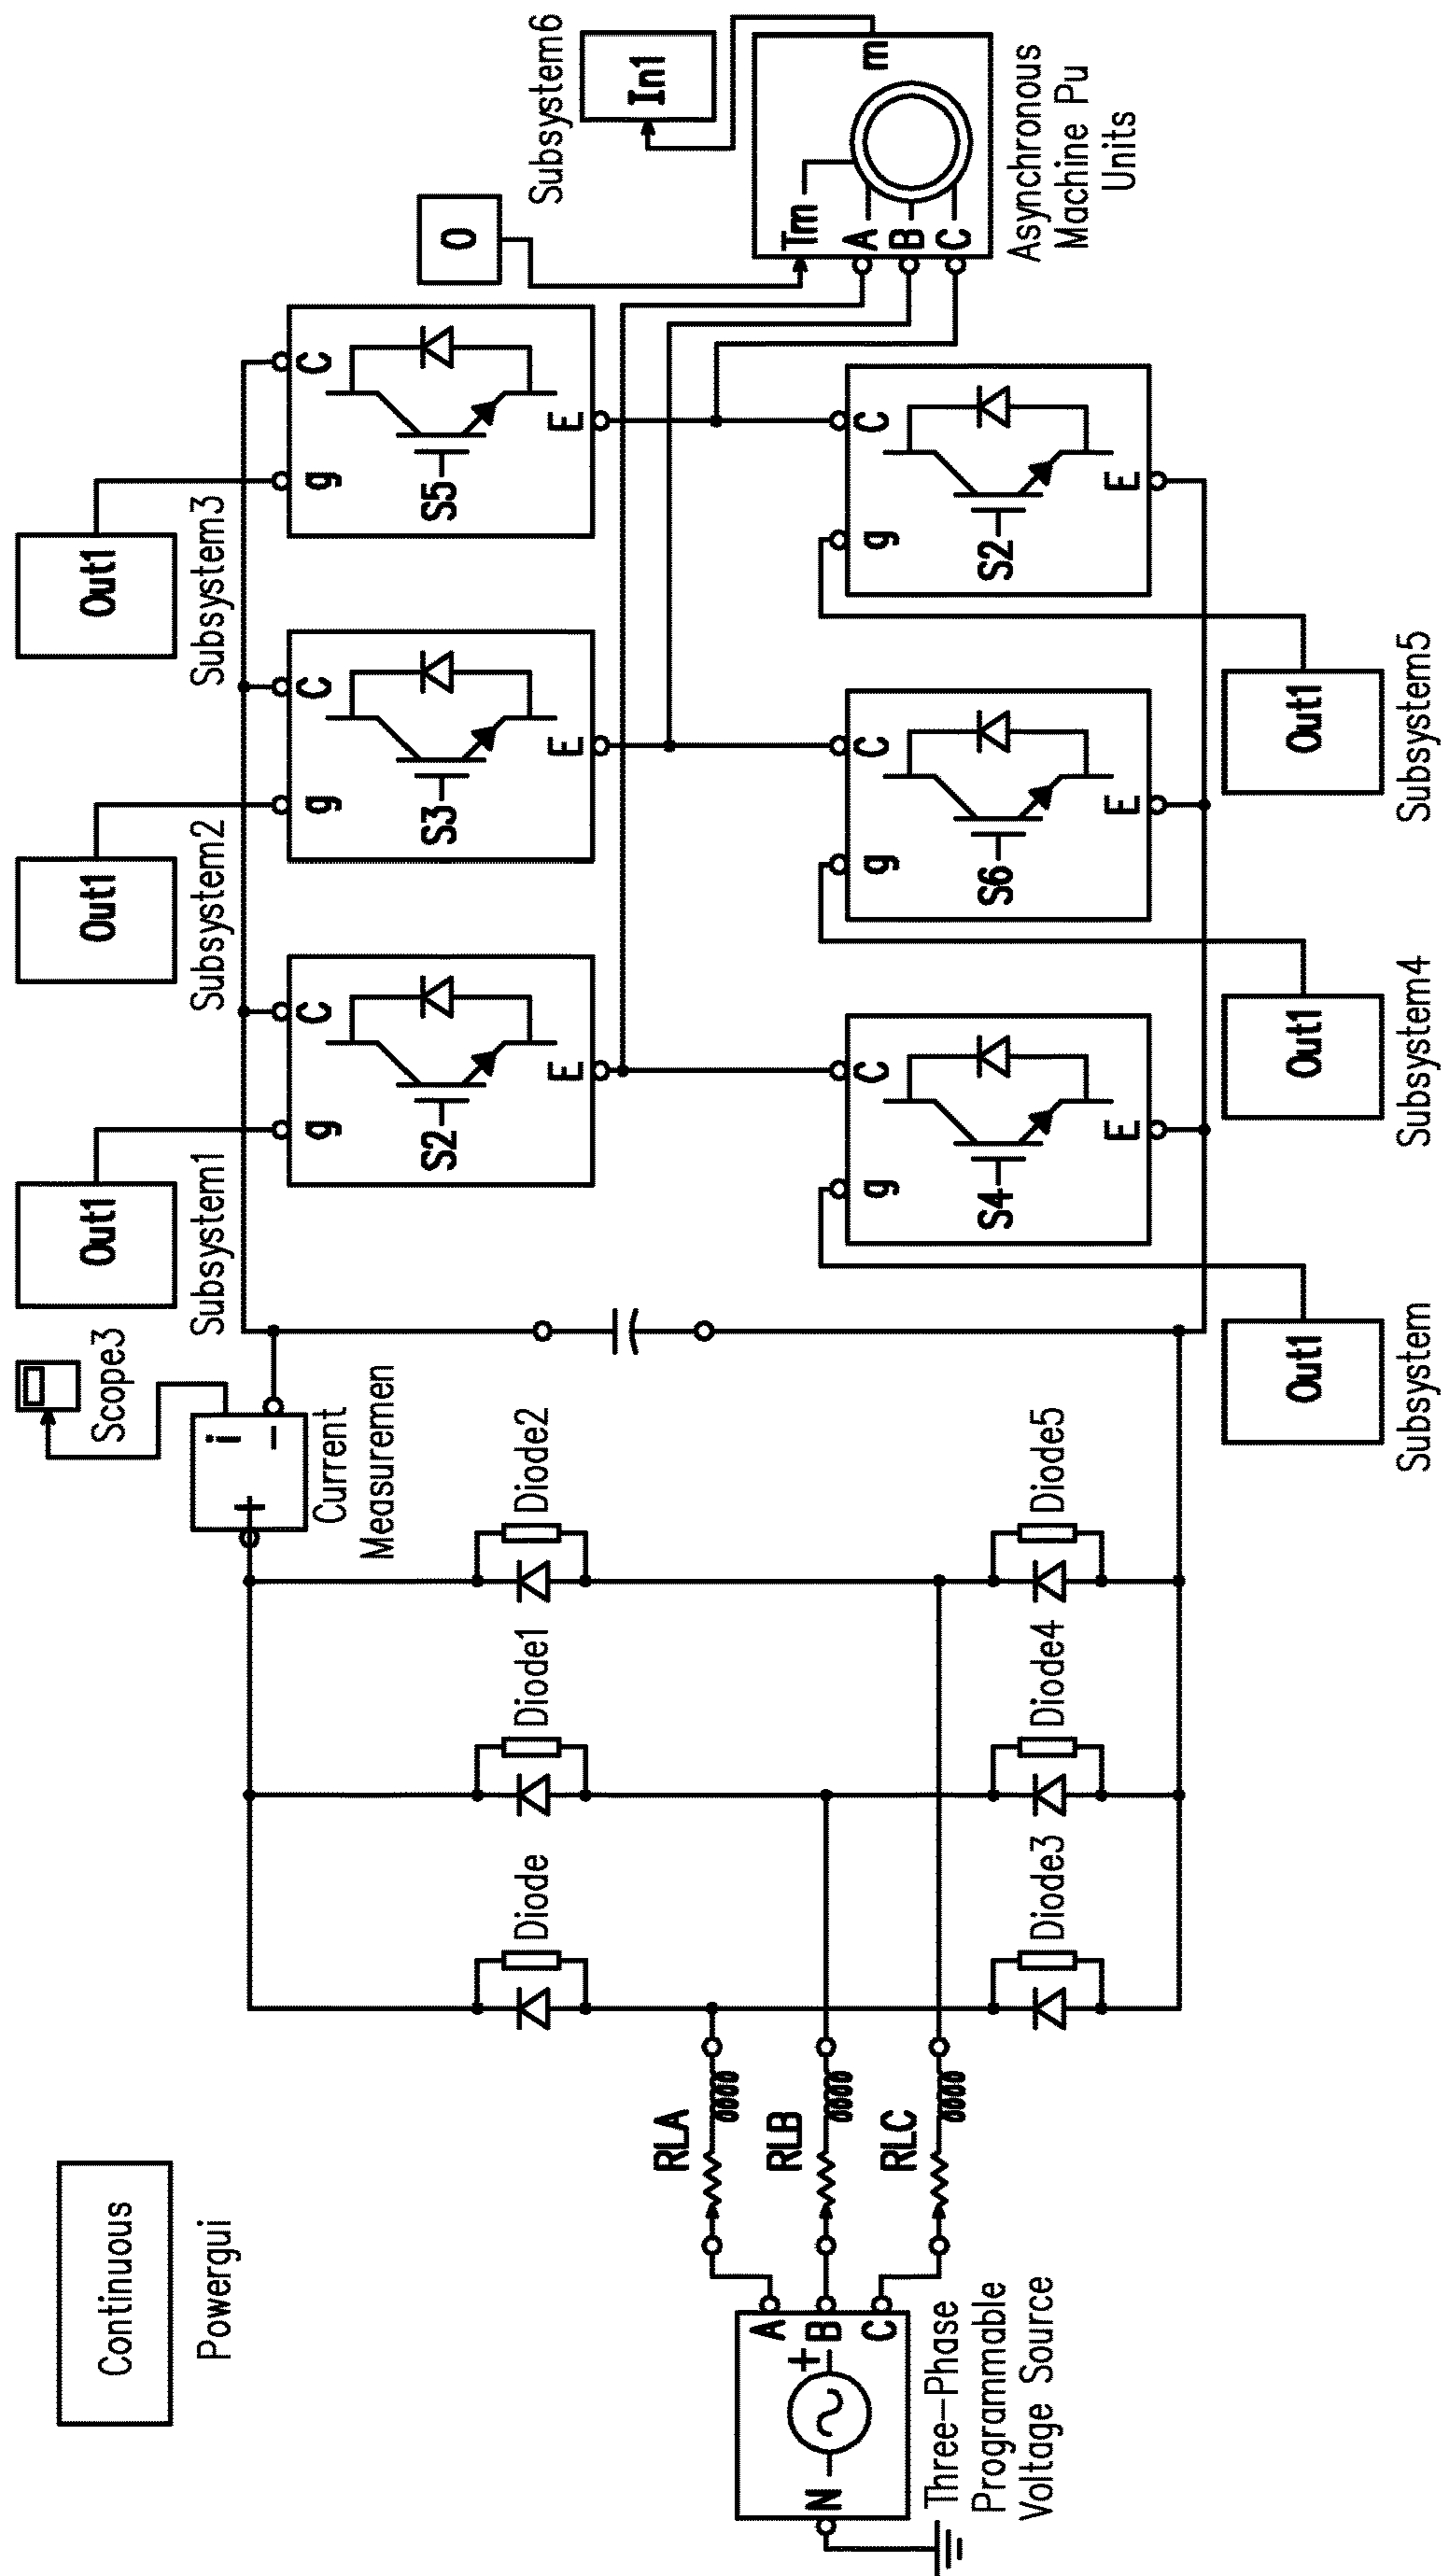 Continuous
Powergui
N
+
A
B
C
Three-Phase
Programmable
Voltage Source
RLA
RLB
RLC
Diode
Diode1
Diode2
Diode3
Diode4
Diode5
+
i
-
Current
Measuremen
Scope3
Out1
Subsystem1
Out1
Subsystem2
Out1
Subsystem3
g
C
S2
E
g
C
S3
E
g
C
S5
E
g
C
S4
E
g
C
S6
E
g
C
S2
E
Out1
Subsystem
Out1
Subsystem4
Out1
Subsystem5
0
In1
Subsystem6
Tm
m
A
B
C
Asynchronous
Machine Pu
Units